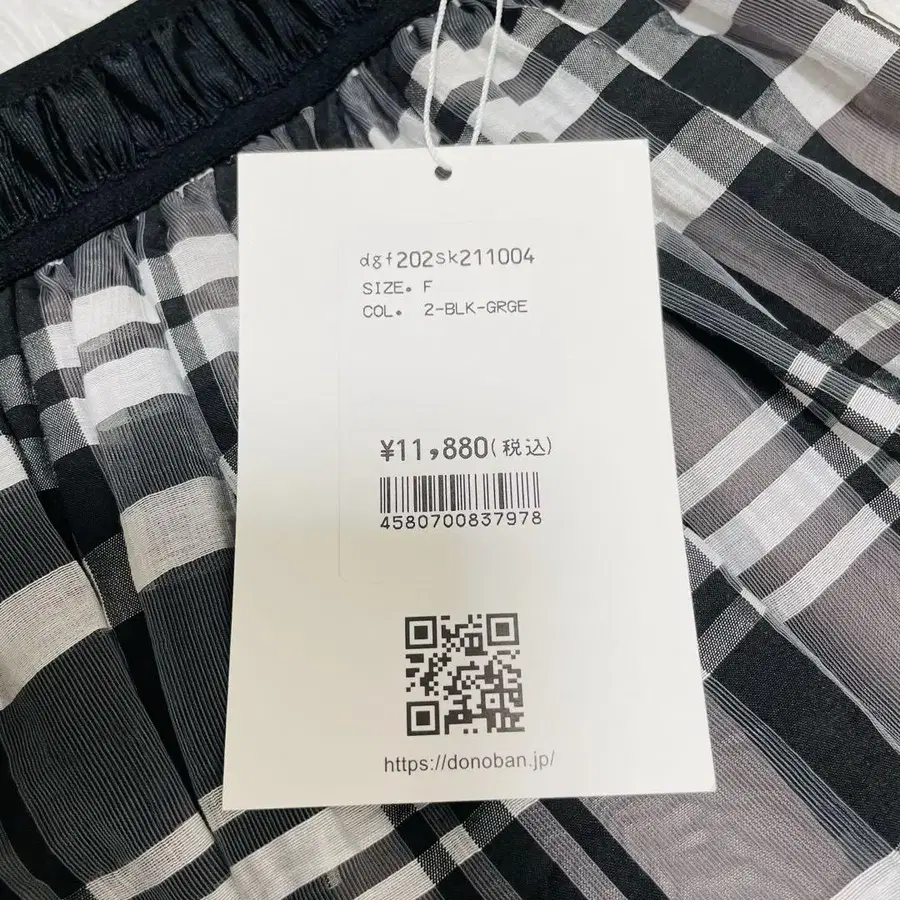 dgf202sk211004
SIZE. F
COL. 2-BLK-GRGE
¥11,880(税込)
4580700837978
https://donoban.jp/